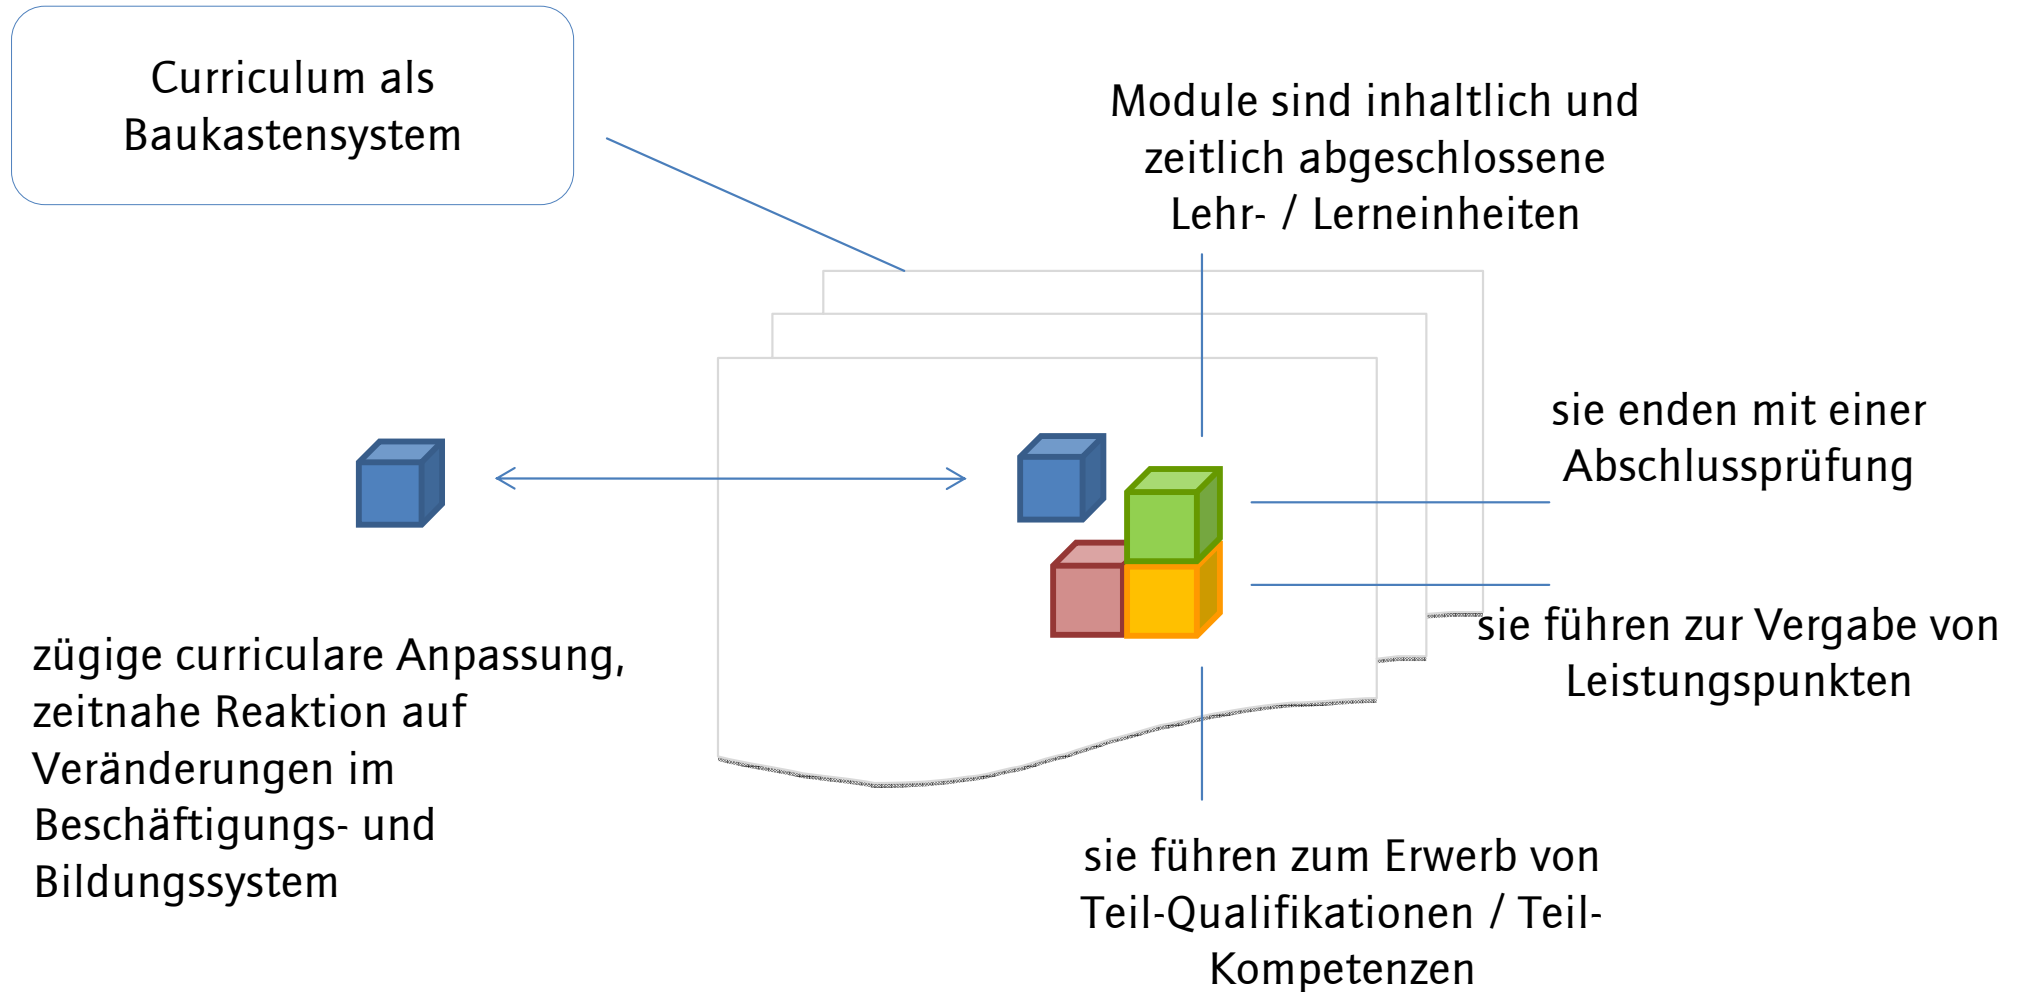 Curriculum als
Baukastensystem
Module sind inhaltlich und
zeitlich abgeschlossene
Lehr- / Lerneinheiten
sie enden mit einer
Abschlussprüfung
sie führen zur Vergabe von
Leistungspunkten
zügige curriculare Anpassung,
zeitnahe Reaktion auf
Veränderungen im
Beschäftigungs- und
Bildungssystem
sie führen zum Erwerb von
Teil-Qualifikationen / Teil-
Kompetenzen